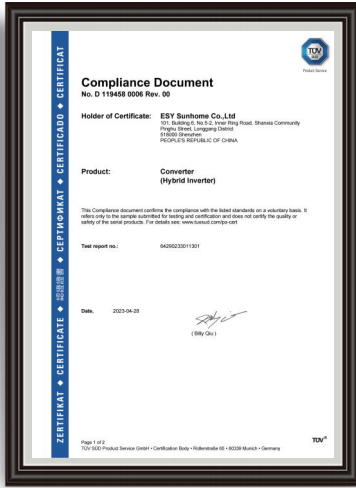 TÜV
SÜD
Product Service
Compliance Document
No. D 119458 0006 Rev. 00
Holder of Certificate: ESY Sunhome Co.,Ltd
101, Building 6, No.5-2, Inner Ring Road, Shanxia Community
Pinghu Street, Longgang District
518000 Shenzhen
PEOPLE'S REPUBLIC OF CHINA
Product: Converter
(Hybrid Inverter)
This Compliance document confirms the compliance with the listed standards on a voluntary basis. It
refers only to the sample submitted for testing and certification and does not certify the quality or
safety of the serial products. For details see: www.tuvsud.com/ps-cert
Test report no.: 64290233011301
Date, 2023-04-28
( Billy Qiu )
Page 1 of 2
TÜV SÜD Product Service GmbH • Certification Body • Ridlerstraße 65 • 80339 Munich • Germany
TÜV®
ZERTIFIKAT ◆ CERTIFICATE ◆ 認證證書 ◆ СЕРТИФИКАТ ◆ CERTIFICADO ◆ CERTIFICAT